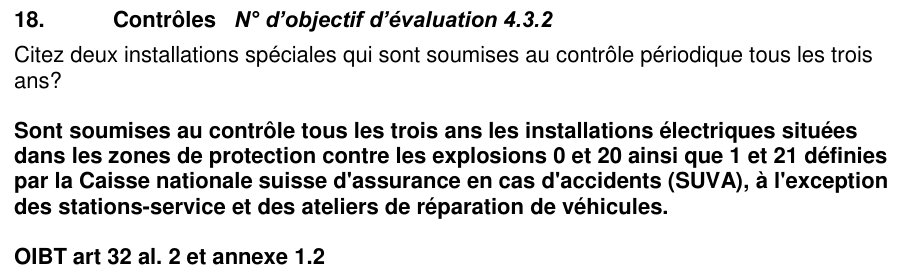 18. Contrôles N° d’objectif d’évaluation 4.3.2
Citez deux installations spéciales qui sont soumises au contrôle périodique tous les trois
ans?
Sont soumises au contrôle tous les trois ans les installations électriques situées
dans les zones de protection contre les explosions 0 et 20 ainsi que 1 et 21 définies
par la Caisse nationale suisse d'assurance en cas d'accidents (SUVA), à l'exception
des stations-service et des ateliers de réparation de véhicules.
OIBT art 32 al. 2 et annexe 1.2